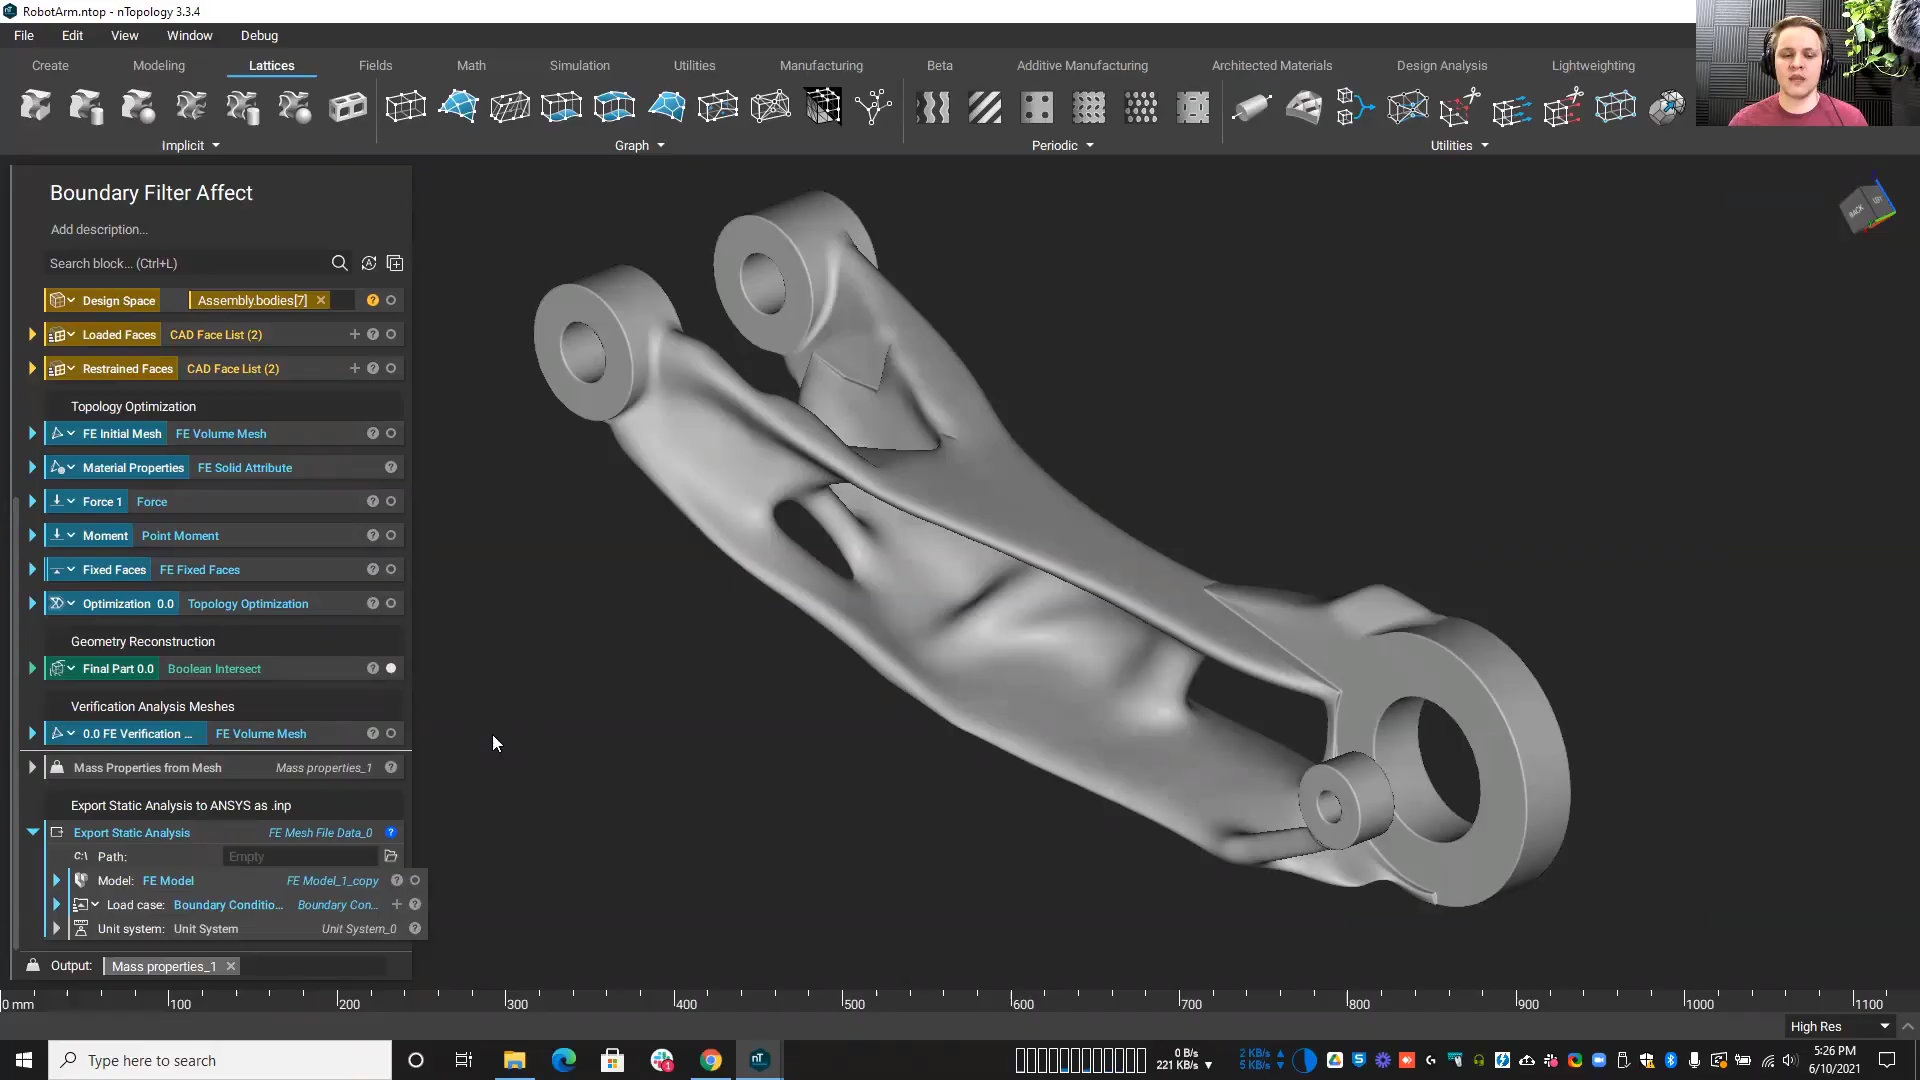 RobotArm.ntop - nTopology 3.3.4
File Edit View Window Debug
Create Modeling Lattices Fields Math Simulation Utilities Manufacturing Beta Additive Manufacturing Architected Materials Design Analysis Lightweighting
Implicit Graph Periodic Utilities
Boundary Filter Affect
Add description...
Search block... (Ctrl+L)
Design Space Assembly.bodies[7]
Loaded Faces CAD Face List (2)
Restrained Faces CAD Face List (2)
Topology Optimization
FE Initial Mesh FE Volume Mesh
Material Properties FE Solid Attribute
Force 1 Force
Moment Point Moment
Fixed Faces FE Fixed Faces
Optimization 0.0 Topology Optimization
Geometry Reconstruction
Final Part 0.0 Boolean Intersect
Verification Analysis Meshes
0.0 FE Verification ... FE Volume Mesh
Mass Properties from Mesh Mass properties_1
Export Static Analysis to ANSYS as .inp
Export Static Analysis FE Mesh File Data_0
C:\ Path: Empty
Model: FE Model FE Model_1_copy
Load case: Boundary Conditio... Boundary Con...
Unit system: Unit System Unit System_0
Output: Mass properties_1
BACK
0 mm 100 200 300 400 500 600 700 800 900 1000 1100
High Res
Type here to search
nT
0 B/s
221 KB/s
2 KB/s
5 KB/s
5:26 PM
6/10/2021